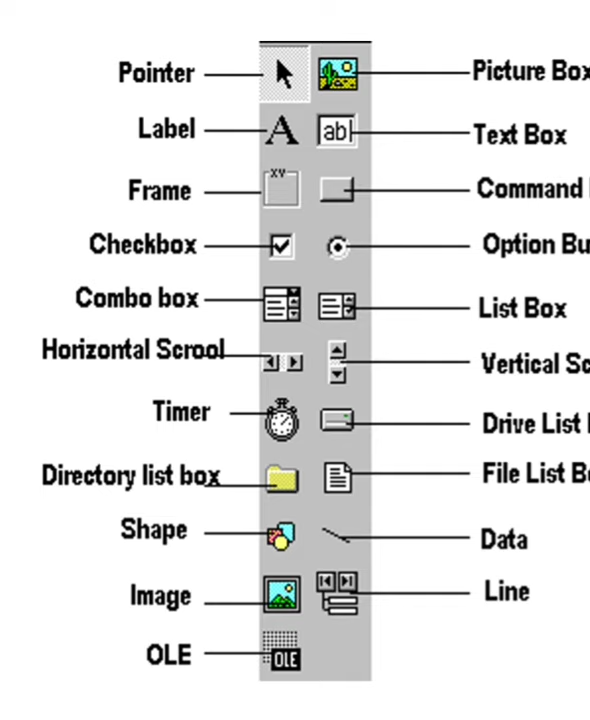 Pointer
Picture Box
Label
A
ab
Text Box
XV
Frame
Command
Checkbox
Option Bu
Combo box
List Box
Horizontal Scrool
Vertical Sc
Timer
Drive List
Directory list box
File List B
Shape
Data
Image
Line
OLE
OLE